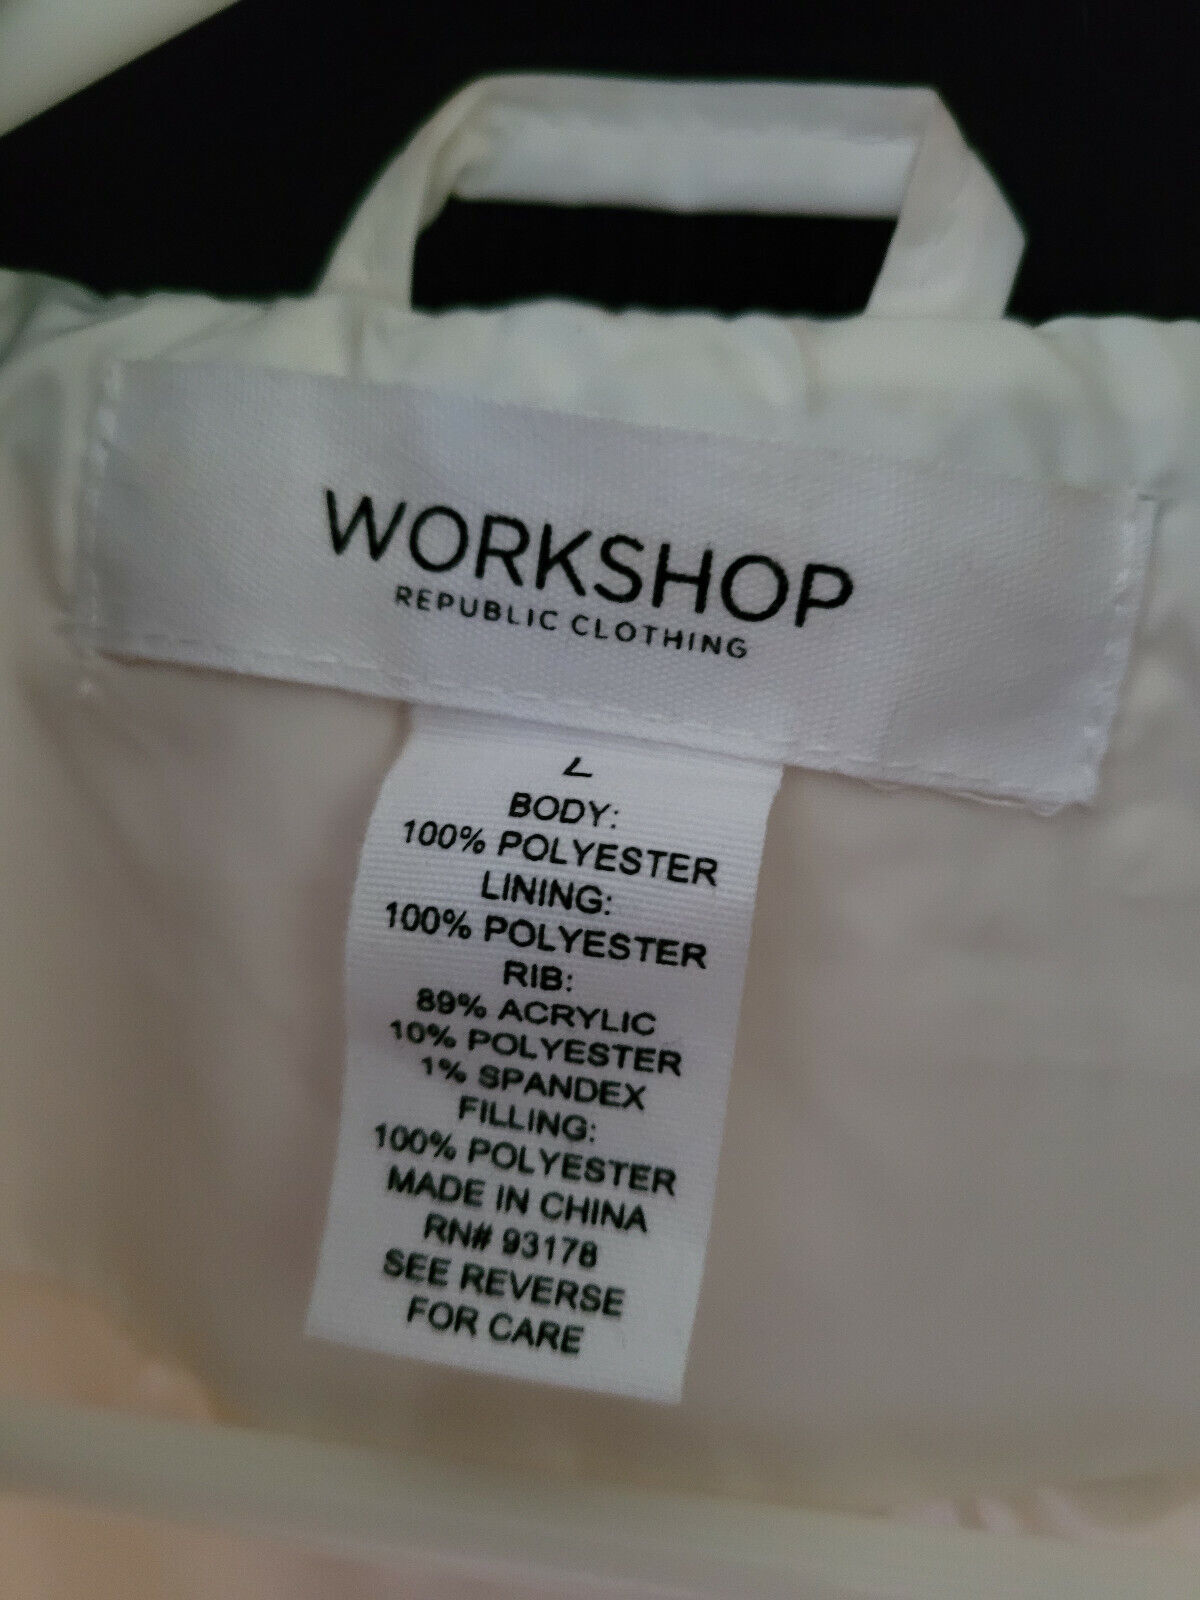 WORKSHOP
REPUBLIC CLOTHING
L
BODY:
100% POLYESTER
LINING:
100% POLYESTER
RIB:
89% ACRYLIC
10% POLYESTER
1% SPANDEX
FILLING:
100% POLYESTER
MADE IN CHINA
RN# 93178
SEE REVERSE
FOR CARE